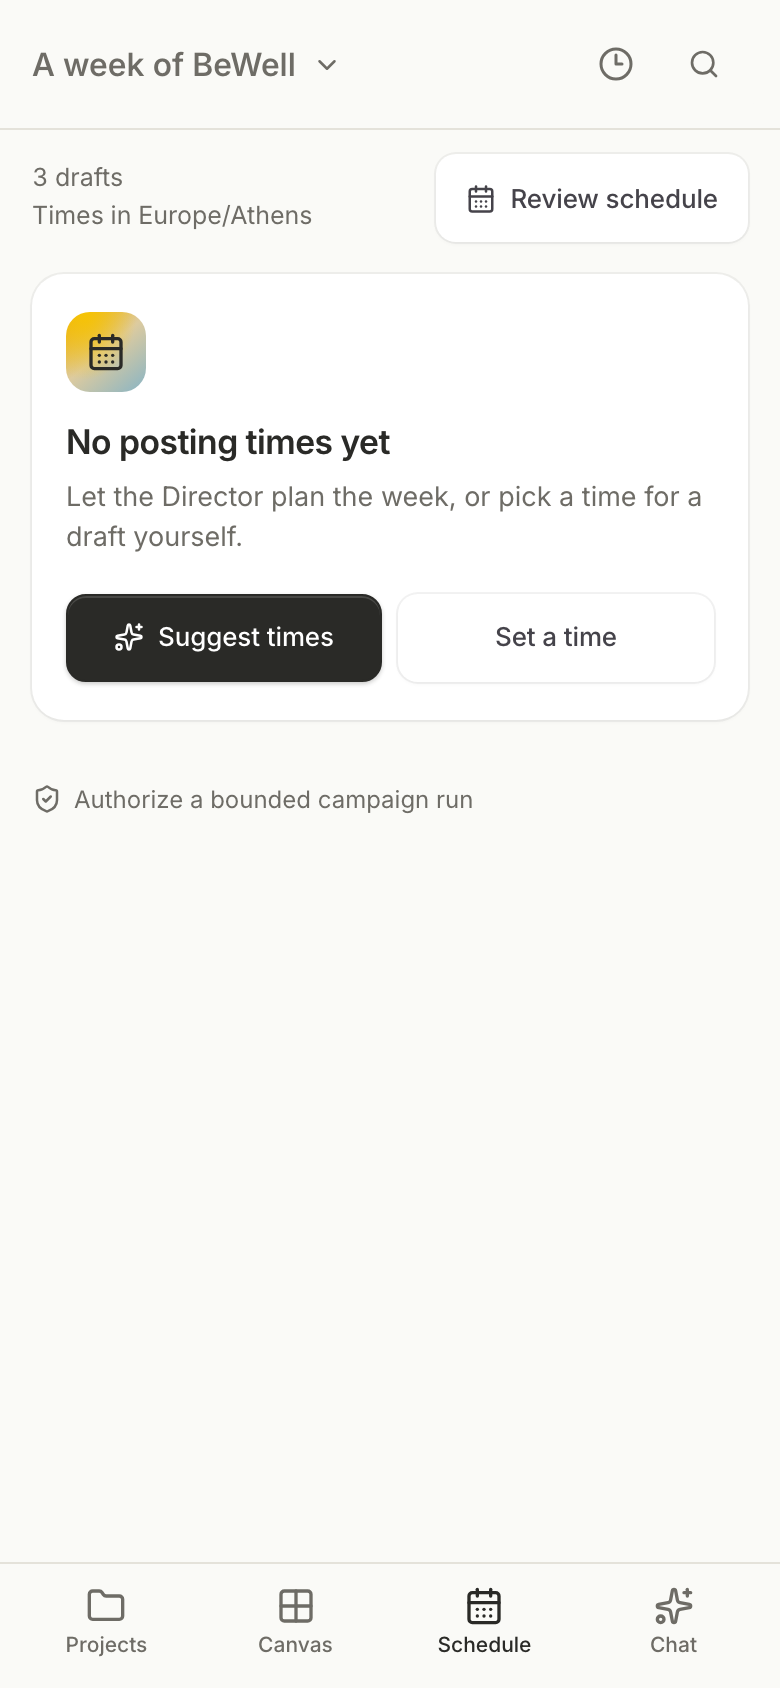 A week of BeWell
3 drafts
Times in Europe/Athens
Review schedule
No posting times yet
Let the Director plan the week, or pick a time for a
draft yourself.
Suggest times
Set a time
Authorize a bounded campaign run
Projects
Canvas
Schedule
Chat